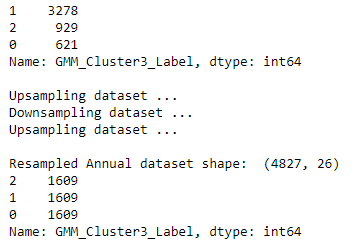 1    3278
2     929
0     621
Name: GMM_Cluster3_Label, dtype: int64
Upsampling dataset ...
Downsampling dataset ...
Upsampling dataset ...
Resampled Annual dataset shape:  (4827, 26)
2    1609
1    1609
0    1609
Name: GMM_Cluster3_Label, dtype: int64